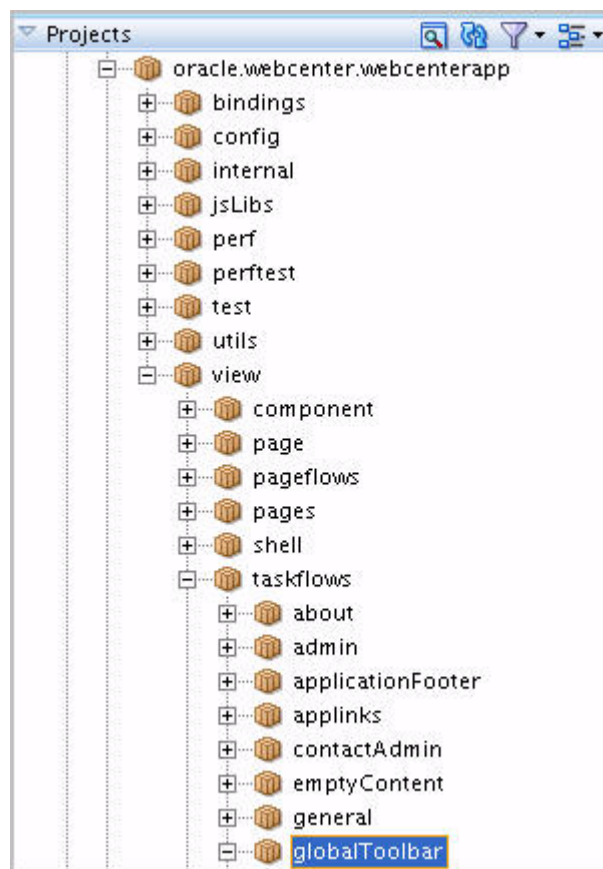 Projects
oracle.webcenter.webcenterapp
bindings
config
internal
jsLibs
perf
perftest
test
utils
view
component
page
pageflows
pages
shell
taskflows
about
admin
applicationFooter
applinks
contactAdmin
emptyContent
general
globalToolbar